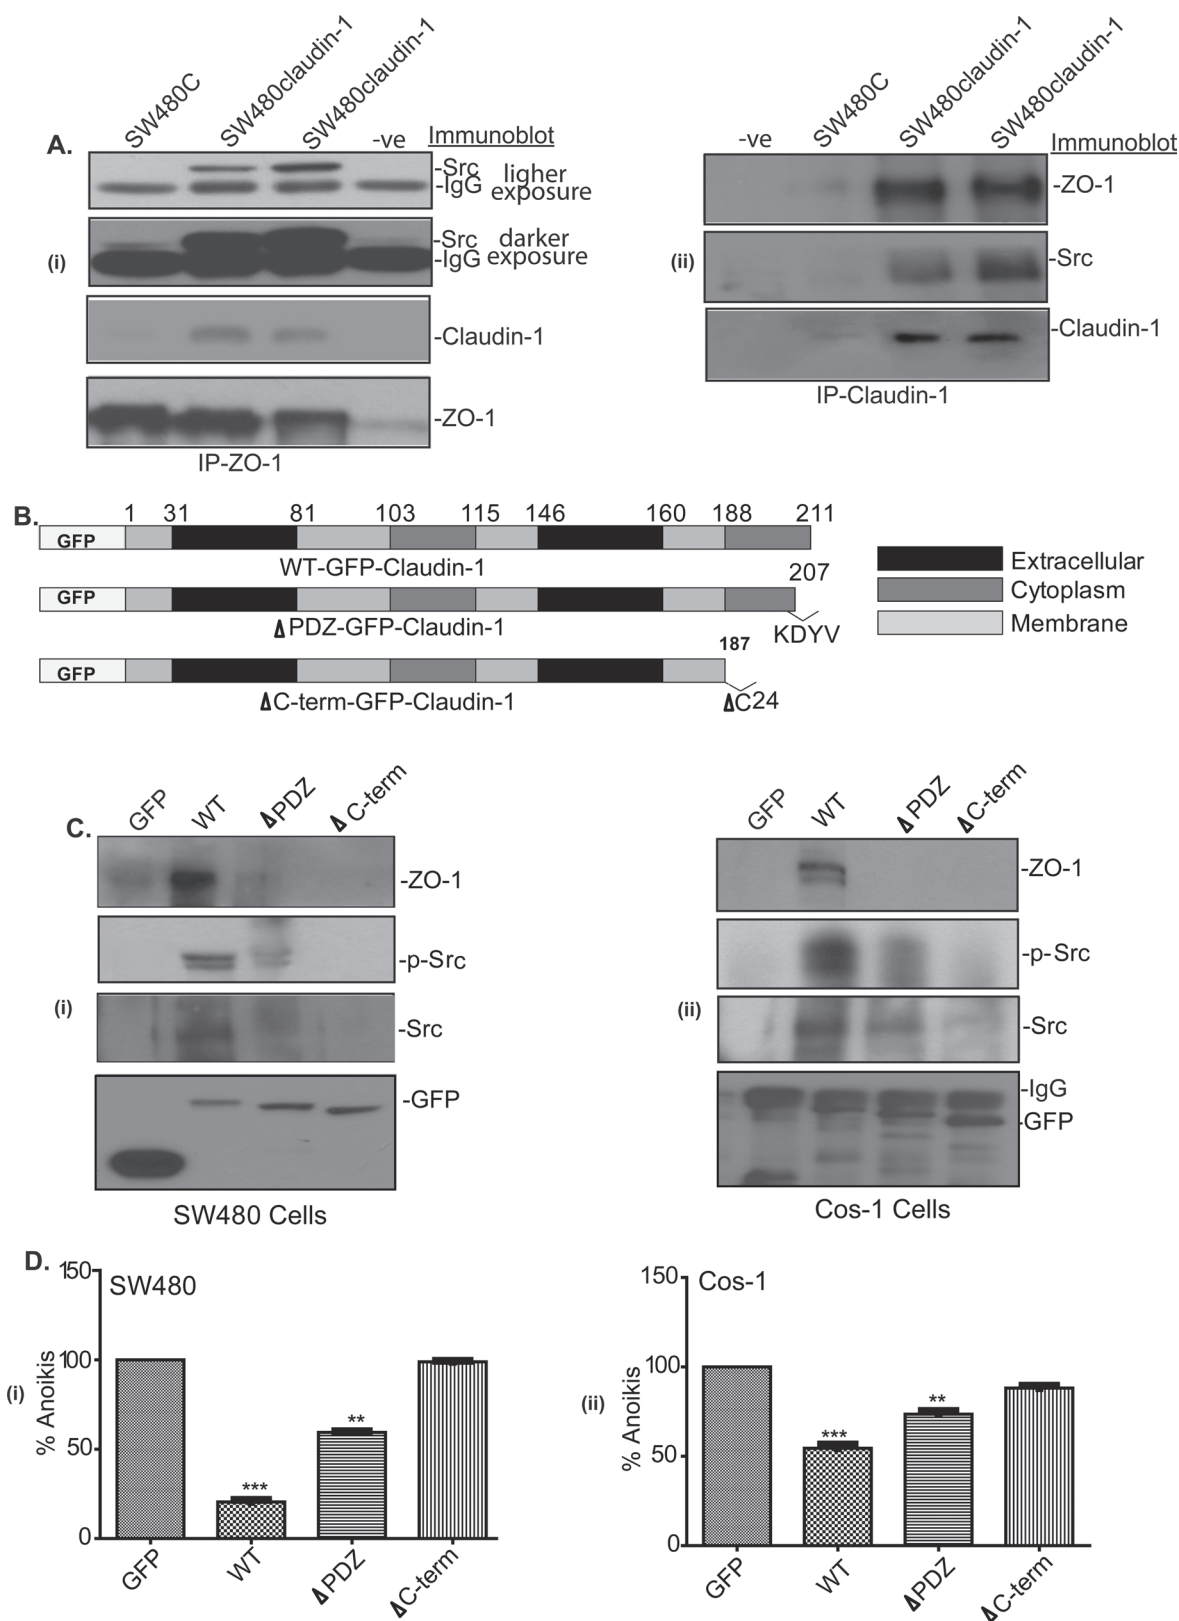 A.
SW480C SW480claudin-1 SW480claudin-1 -ve Immunoblot
-Src ligher
-IgG exposure
(i)
-Src darker
-IgG exposure
-Claudin-1
-ZO-1
IP-ZO-1
-ve SW480C SW480claudin-1 SW480claudin-1 Immunoblot
-ZO-1
(ii)
-Src
-Claudin-1
IP-Claudin-1
B.
1 31 81 103 115 146 160 188 211
GFP
WT-GFP-Claudin-1
207
GFP
ΔPDZ-GFP-Claudin-1
KDYV
187
GFP
ΔC-term-GFP-Claudin-1
ΔC24
Extracellular
Cytoplasm
Membrane
C.
GFP WT ΔPDZ ΔC-term
-ZO-1
-p-Src
(i)
-Src
-GFP
SW480 Cells
GFP WT ΔPDZ ΔC-term
-ZO-1
-p-Src
(ii)
-Src
-IgG
-GFP
Cos-1 Cells
D.
(i)
SW480
% Anoikis
150
100
50
0
***
**
GFP WT ΔPDZ ΔC-term
(ii)
Cos-1
% Anoikis
150
100
50
0
***
**
GFP WT ΔPDZ ΔC-term